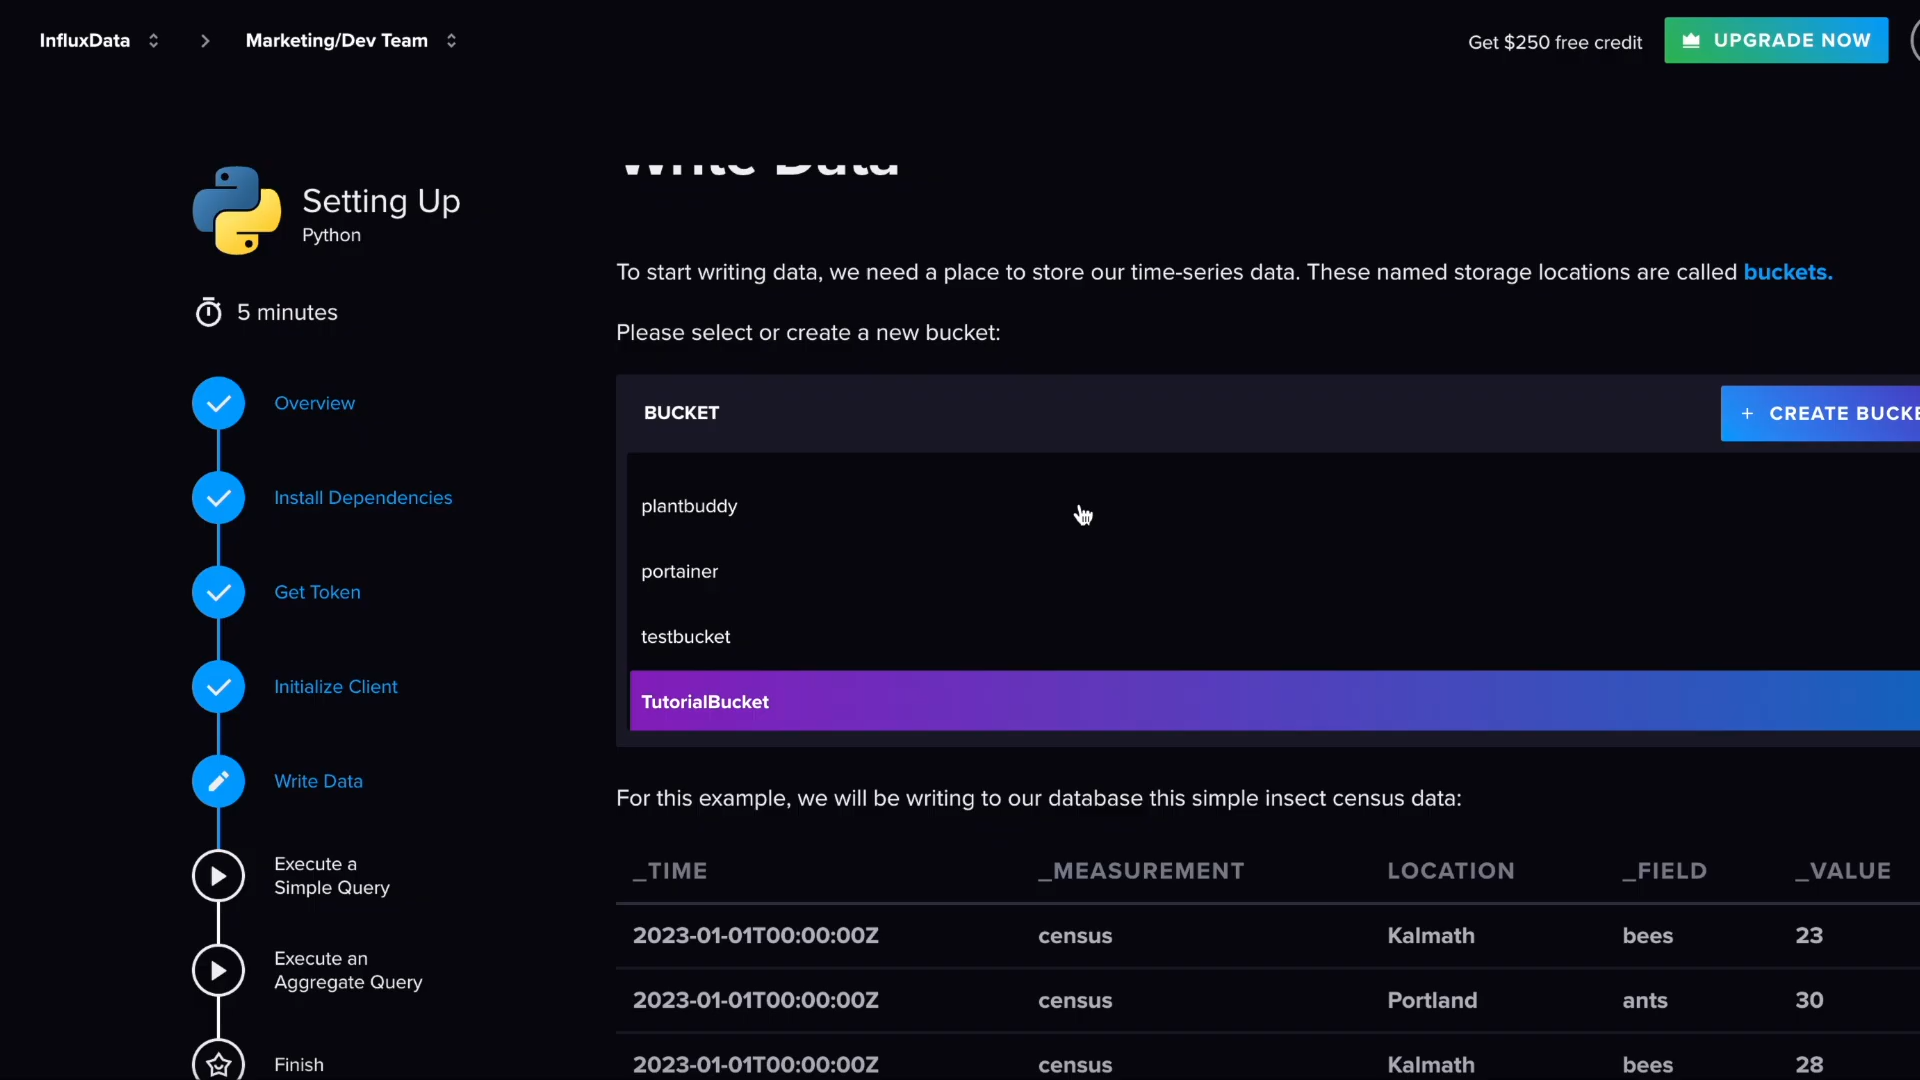 InfluxData
Marketing/Dev Team
Get $250 free credit
UPGRADE NOW
Setting Up
Python
5 minutes
Overview
Install Dependencies
Get Token
Initialize Client
Write Data
Execute a
Simple Query
Execute an
Aggregate Query
Finish
Write Data
To start writing data, we need a place to store our time-series data. These named storage locations are called buckets.
Please select or create a new bucket:
BUCKET
+ CREATE BUCKE
plantbuddy
portainer
testbucket
TutorialBucket
For this example, we will be writing to our database this simple insect census data:
_TIME _MEASUREMENT LOCATION _FIELD _VALUE
2023-01-01T00:00:00Z census Kalmath bees 23
2023-01-01T00:00:00Z census Portland ants 30
2023-01-01T00:00:00Z census Kalmath bees 28